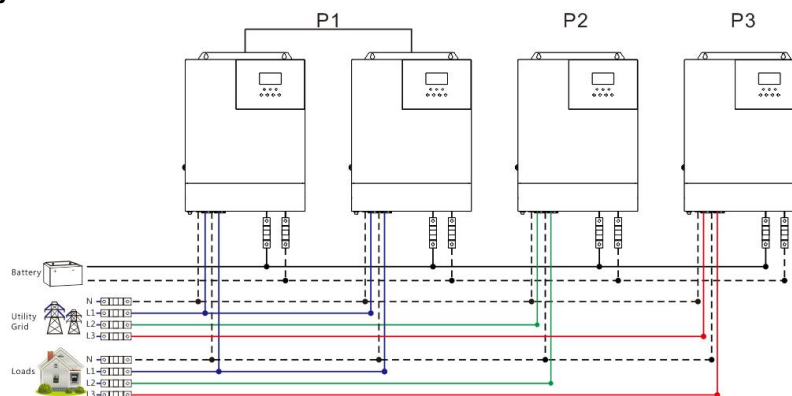 P1
P2
P3
Battery
Utility
Grid
N
L1
L2
L3
Loads
N
L1
L2
L3